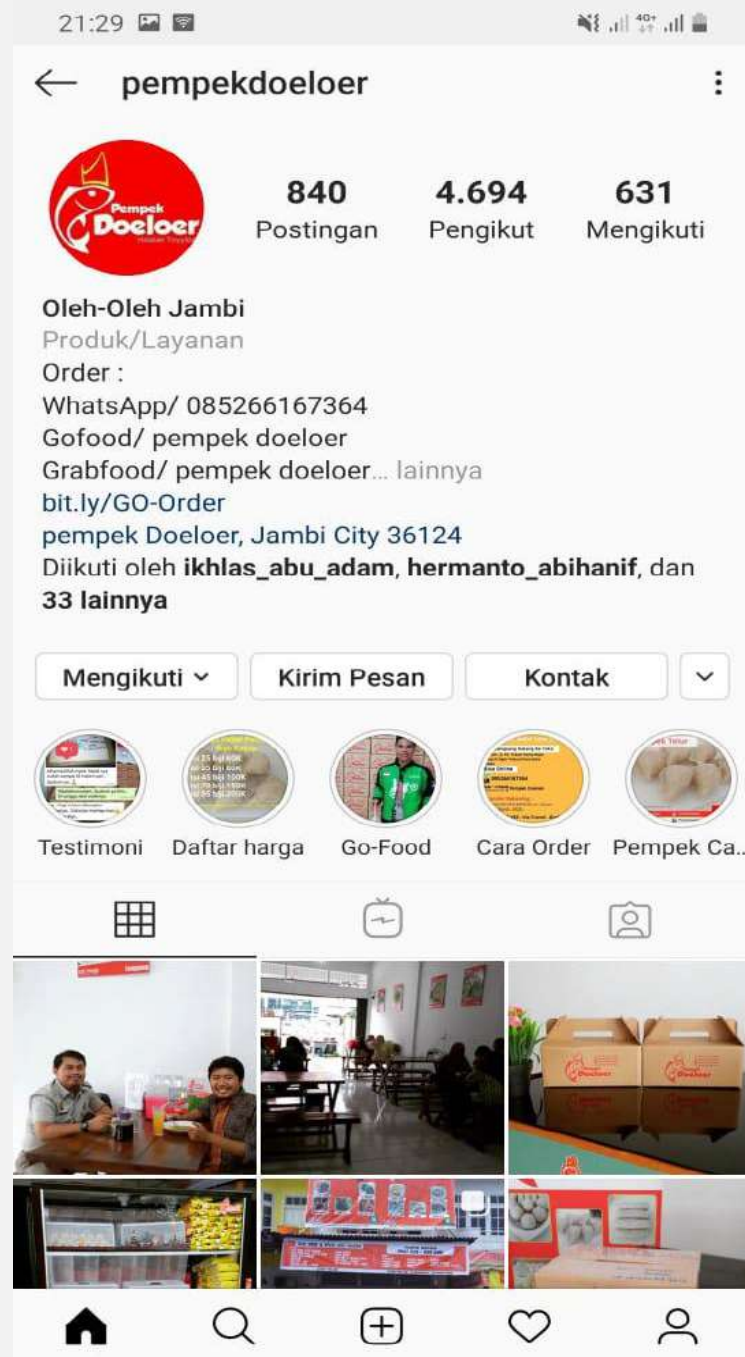 21:29
40+
pempekdoeloer
Pempek
Doeloer
840
Postingan
4.694
Pengikut
631
Mengikuti
Oleh-Oleh Jambi
Produk/Layanan
Order :
WhatsApp/ 085266167364
Gofood/ pempek doeloer
Grabfood/ pempek doeloer... lainnya
bit.ly/GO-Order
pempek Doeloer, Jambi City 36124
Diikuti oleh ikhlas_abu_adam, hermanto_abihanif, dan
33 lainnya
Mengikuti
Kirim Pesan
Kontak
Testimoni
Daftar harga
Go-Food
Cara Order
Pempek Ca...
Pempek
Doeloer
Doeloer